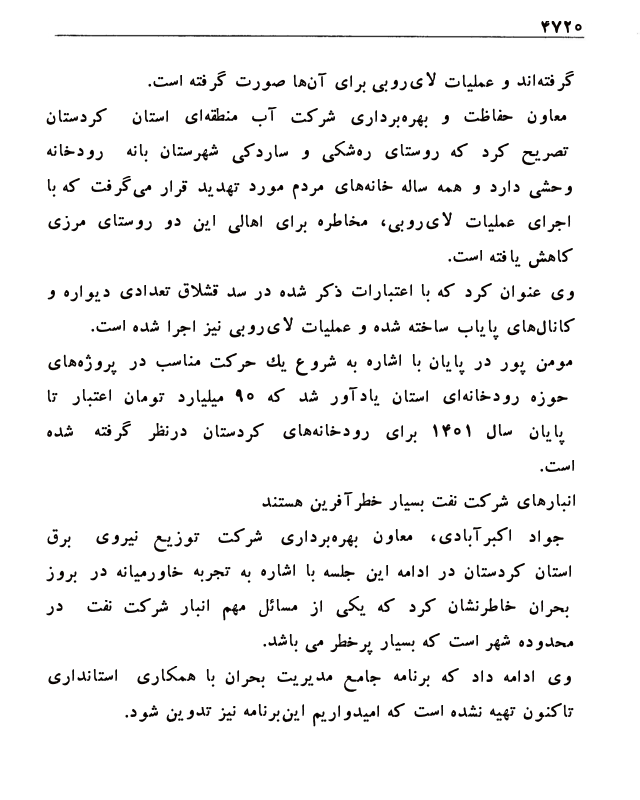 ۴۷۲۰
گرفته‌اند و عملیات لای‌روبی برای آن‌ها صورت گرفته است.
معاون حفاظت و بهره‌برداری شرکت آب منطقه‌ای استان کردستان
تصریح کرد که روستای ره‌شکی و ساردکی شهرستان بانه رودخانه
وحشی دارد و همه ساله خانه‌های مردم مورد تهدید قرار می‌گرفت که با
اجرای عملیات لای‌روبی، مخاطره برای اهالی این دو روستای مرزی
کاهش یافته است.
وی عنوان کرد که با اعتبارات ذکر شده در سد قشلاق تعدادی دیواره و
کانال‌های پایاب ساخته شده و عملیات لای‌روبی نیز اجرا شده است.
مومن پور در پایان با اشاره به شروع یك حرکت مناسب در پروژه‌های
حوزه رودخانه‌ای استان یادآور شد که ۹۰ میلیارد تومان اعتبار تا
پایان سال ۱۴۰۱ برای رودخانه‌های کردستان درنظر گرفته شده
است.
انبارهای شرکت نفت بسیار خطرآفرین هستند
جواد اکبرآبادی، معاون بهره‌برداری شرکت توزیع نیروی برق
استان کردستان در ادامه این جلسه با اشاره به تجربه خاورمیانه در بروز
بحران خاطرنشان کرد که یکی از مسائل مهم انبار شرکت نفت در
محدوده شهر است که بسیار پرخطر می باشد.
وی ادامه داد که برنامه جامع مدیریت بحران با همکاری استانداری
تاکنون تهیه نشده است که امیدواریم این‌برنامه نیز تدوین شود.